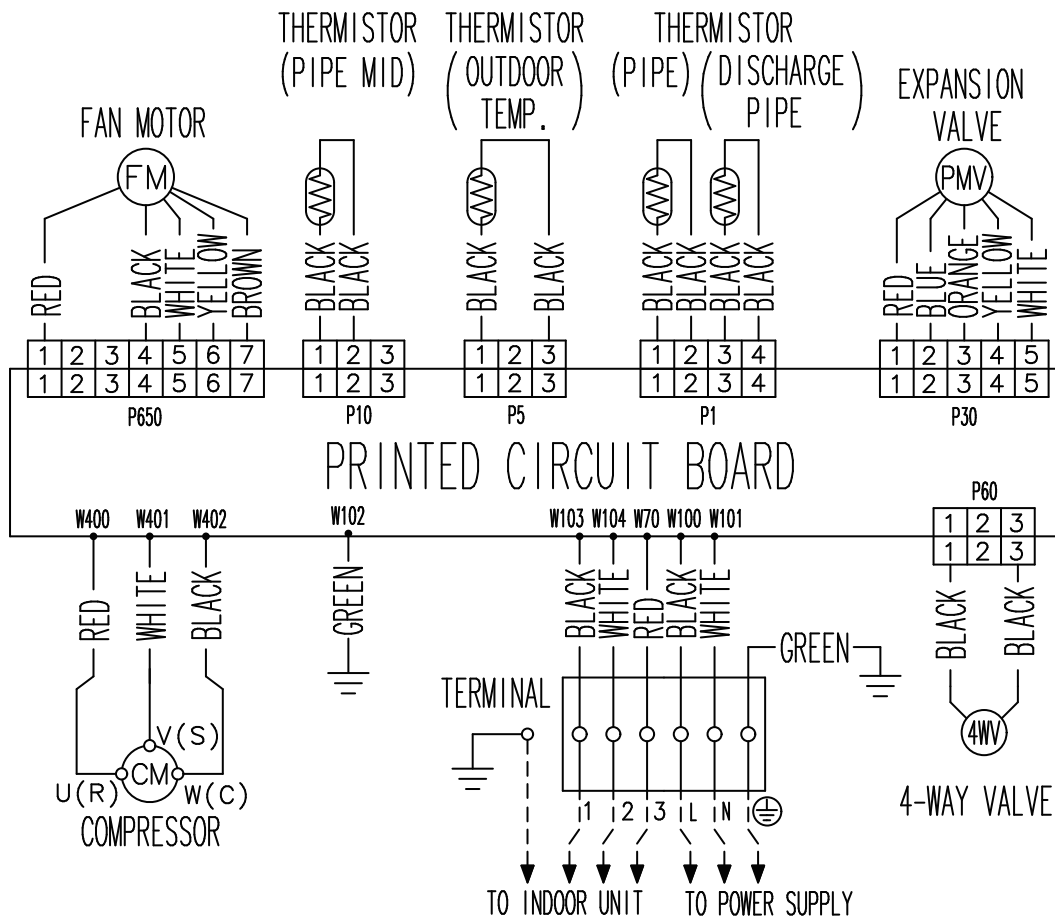 THERMISTOR THERMISTOR THERMISTOR
(PIPE MID) (OUTDOOR TEMP.) (PIPE) (DISCHARGE PIPE)
EXPANSION
VALVE
FAN MOTOR
FM
PMV
RED BLACK WHITE YELLOW BROWN
BLACK BLACK
BLACK BLACK
BLACK BLACK BLACK BLACK
RED BLUE ORANGE YELLOW WHITE
1 2 3 4 5 6 7
1 2 3 4 5 6 7
P650
1 2 3
1 2 3
P10
1 2 3
1 2 3
P5
1 2 3 4
1 2 3 4
P1
1 2 3 4 5
1 2 3 4 5
P30
PRINTED CIRCUIT BOARD
P60
1 2 3
1 2 3
W400 W401 W402 W102 W103 W104 W70 W100 W101
RED WHITE BLACK
GREEN
BLACK WHITE RED BLACK WHITE
GREEN
BLACK BLACK
TERMINAL
4WV
4-WAY VALVE
V(S)
CM
U(R) W(C)
COMPRESSOR
1 2 3 L N
TO INDOOR UNIT TO POWER SUPPLY